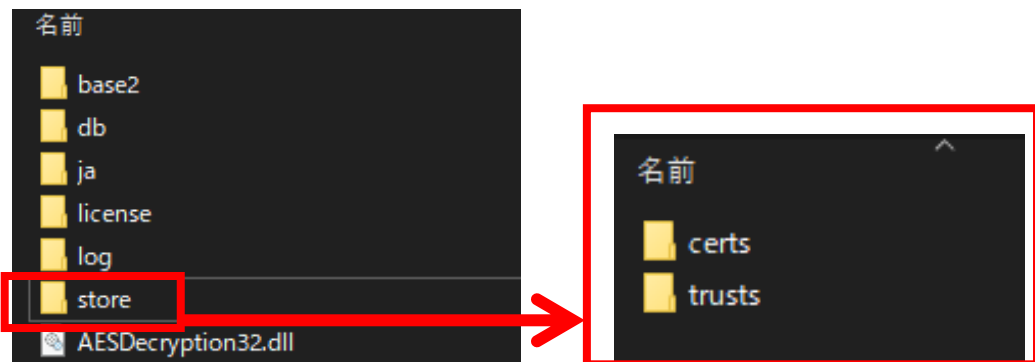 名前
base2
db
ja
license
log
store
AESDecryption32.dll
名前
certs
trusts